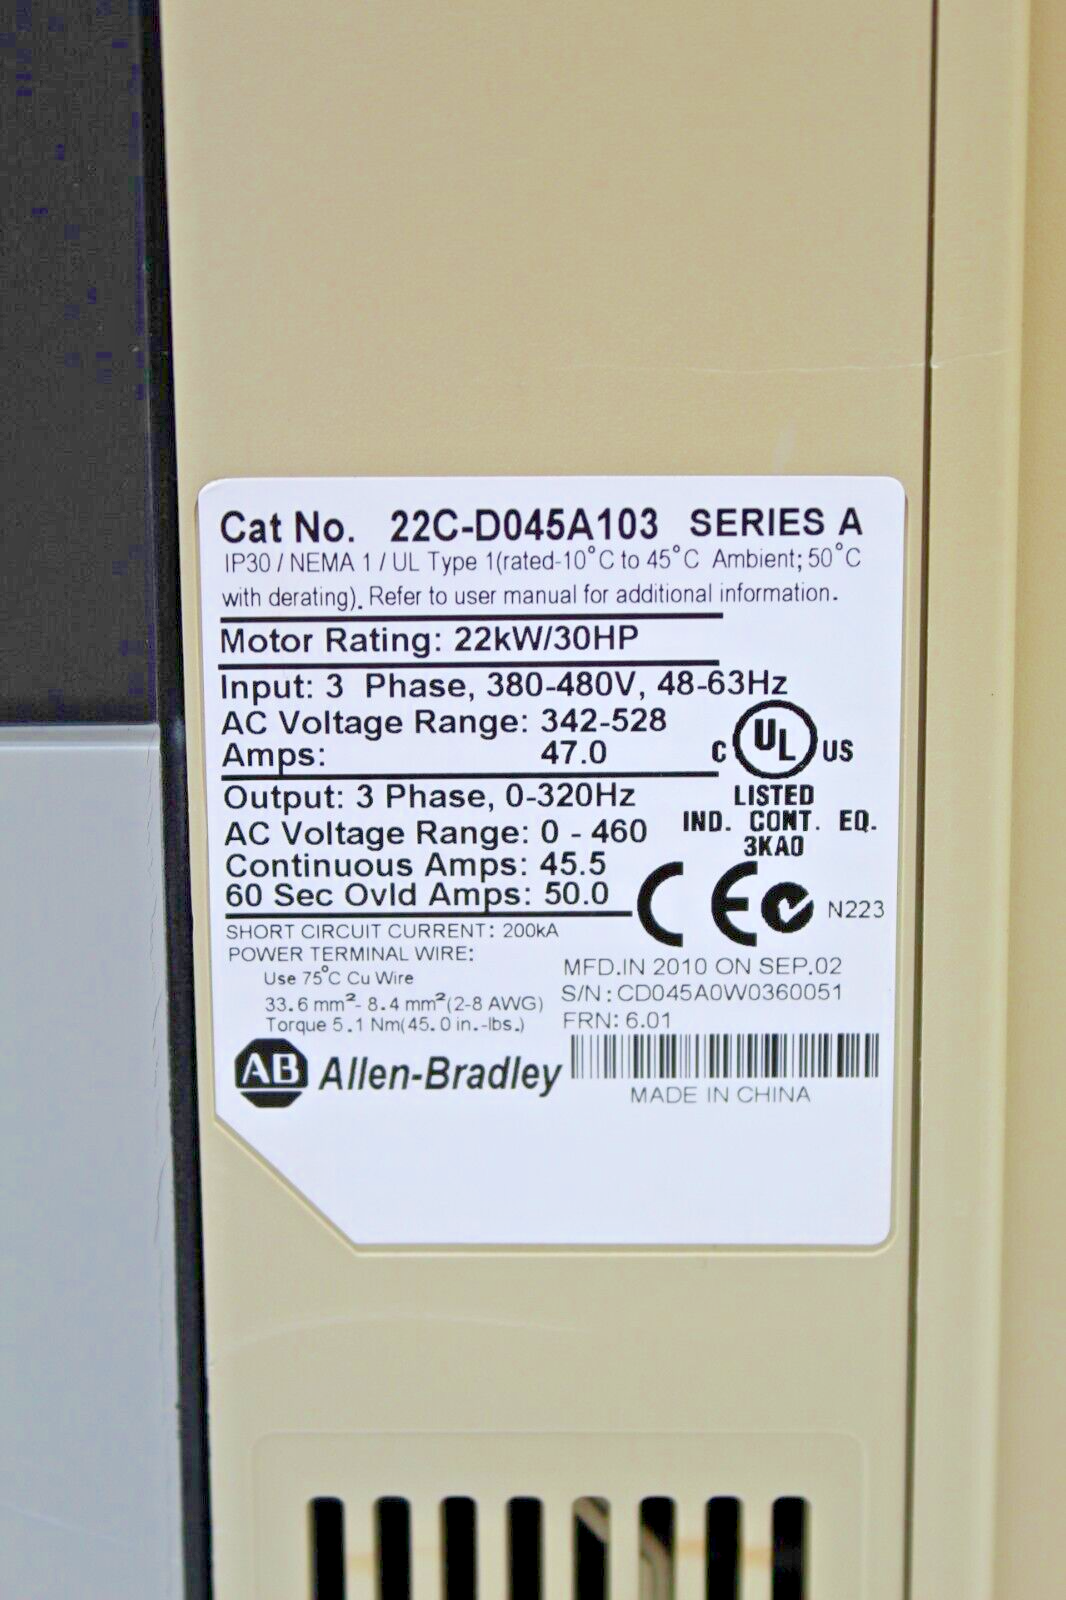 Cat No. 22C-D045A103 SERIES A
IP30 / NEMA 1 / UL Type 1(rated-10°C to 45°C Ambient; 50°C
with derating). Refer to user manual for additional information.
Motor Rating: 22kW/30HP
Input: 3 Phase, 380-480V, 48-63Hz
AC Voltage Range: 342-528
Amps: 47.0
C UL US
LISTED
IND. CONT. EQ.
3KA0
Output: 3 Phase, 0-320Hz
AC Voltage Range: 0 - 460
Continuous Amps: 45.5
60 Sec Ovld Amps: 50.0
CE N223
SHORT CIRCUIT CURRENT: 200kA
POWER TERMINAL WIRE:
Use 75°C Cu Wire
33.6 mm²- 8.4 mm²(2-8 AWG)
Torque 5.1 Nm(45.0 in.-lbs.)
MFD.IN 2010 ON SEP.02
S/N: CD045A0W0360051
FRN: 6.01
AB Allen-Bradley
MADE IN CHINA